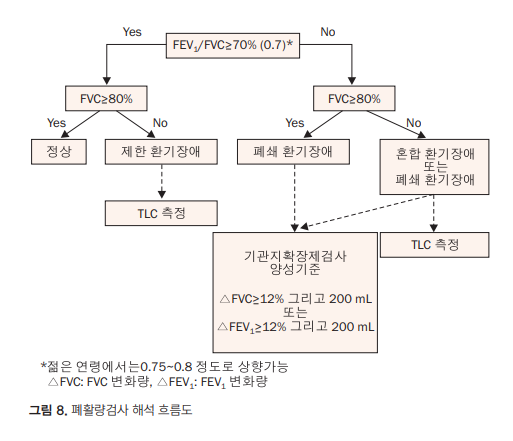 FEV₁/FVC≥70% (0.7)*
Yes
No
FVC≥80%
FVC≥80%
Yes
No
Yes
No
정상
제한 환기장애
폐쇄 환기장애
혼합 환기장애
또는
폐쇄 환기장애
TLC 측정
TLC 측정
기관지확장제검사
양성기준
△FVC≥12% 그리고 200 mL
또는
△FEV₁≥12% 그리고 200 mL
*젊은 연령에서는0.75~0.8 정도로 상향가능
△FVC: FVC 변화량, △FEV₁: FEV₁ 변화량
그림 8. 폐활량검사 해석 흐름도